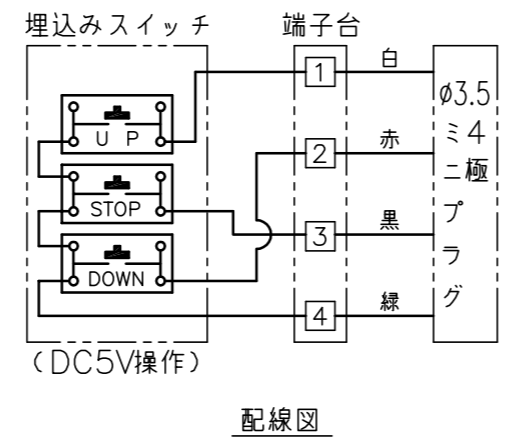 埋込みスイッチ
端子台
UP
STOP
DOWN
1
2
3
4
白
赤
黒
緑
φ3.5
ミニプラグ
4極
(DC5V操作)
配線図